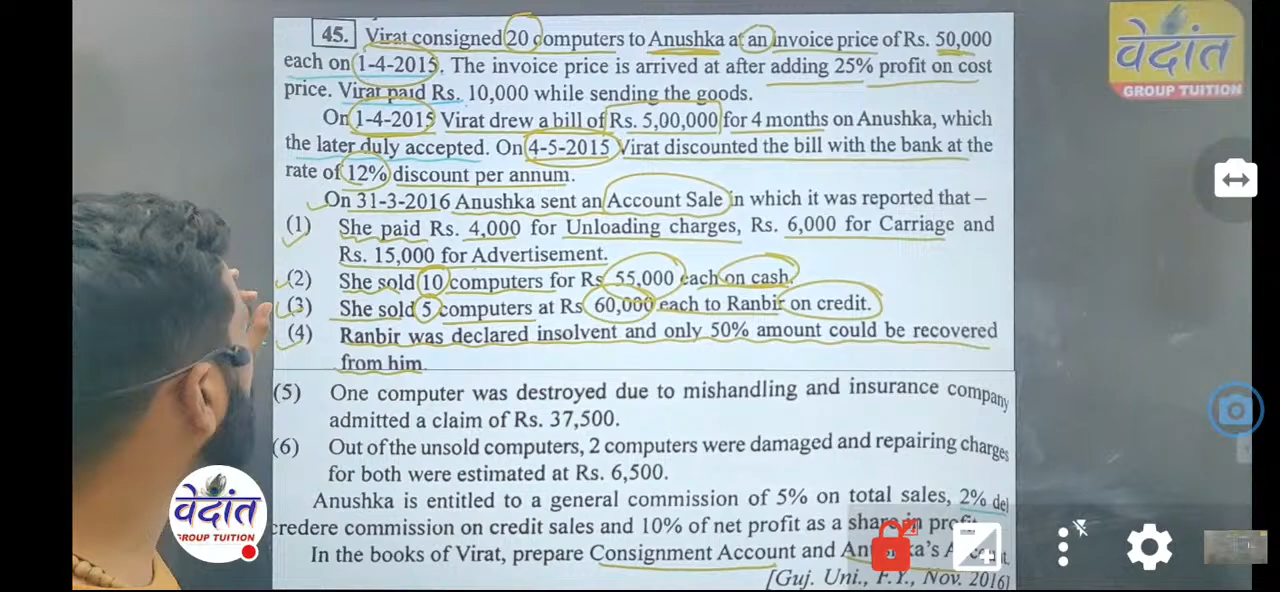 45. Virat consigned 20 computers to Anushka at an invoice price of Rs. 50,000
each on 1-4-2015. The invoice price is arrived at after adding 25% profit on cost
price. Virat paid Rs. 10,000 while sending the goods.
On 1-4-2015 Virat drew a bill of Rs. 5,00,000 for 4 months on Anushka, which
the later duly accepted. On 4-5-2015 Virat discounted the bill with the bank at the
rate of 12% discount per annum.
On 31-3-2016 Anushka sent an Account Sale in which it was reported that –
(1) She paid Rs. 4,000 for Unloading charges, Rs. 6,000 for Carriage and
Rs. 15,000 for Advertisement.
(2) She sold 10 computers for Rs 55,000 each on cash.
(3) She sold 5 computers at Rs 60,000 each to Ranbir on credit.
(4) Ranbir was declared insolvent and only 50% amount could be recovered
from him.
(5) One computer was destroyed due to mishandling and insurance company
admitted a claim of Rs. 37,500.
(6) Out of the unsold computers, 2 computers were damaged and repairing charges
for both were estimated at Rs. 6,500.
Anushka is entitled to a general commission of 5% on total sales, 2% del
credere commission on credit sales and 10% of net profit as a share in
In the books of Virat, prepare Consignment Account and
[Guj. Uni., F.Y., Nov. 2016]
वेदांत
GROUP TUITION
वेदांत
GROUP TUITION